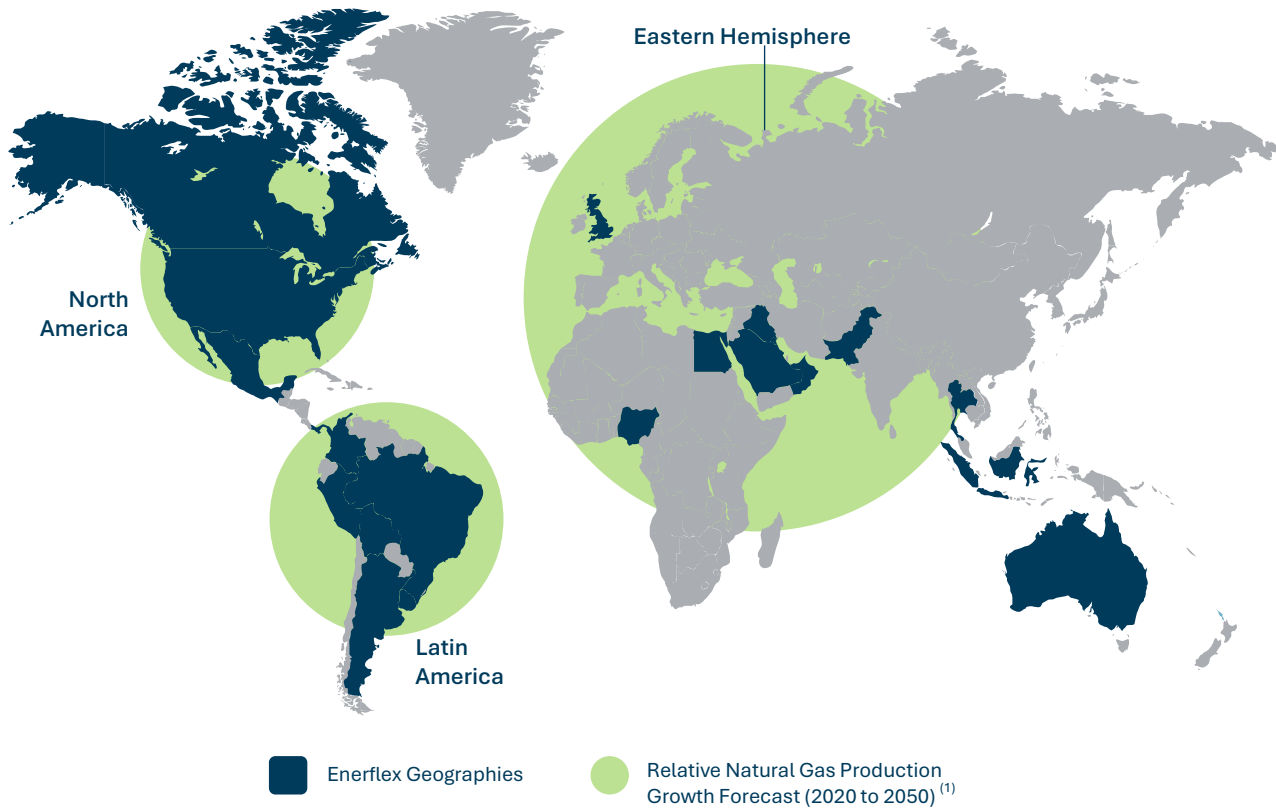 Eastern Hemisphere
North
America
Latin
America
Enerflex Geographies
Relative Natural Gas Production
Growth Forecast (2020 to 2050) (1)